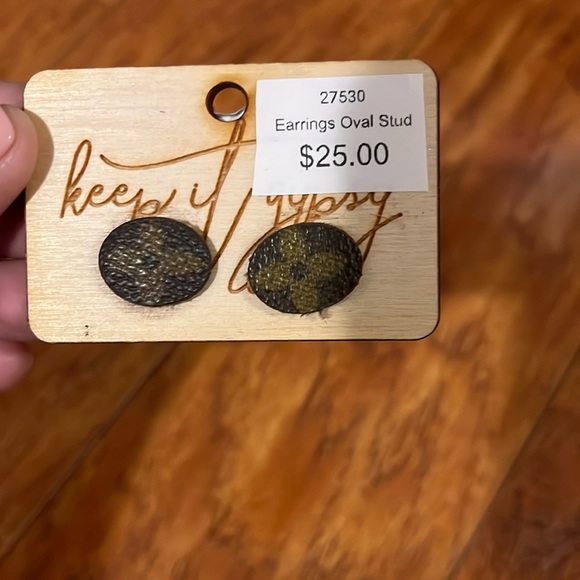 27530
Earrings Oval Stud
$25.00
keep it gypsy